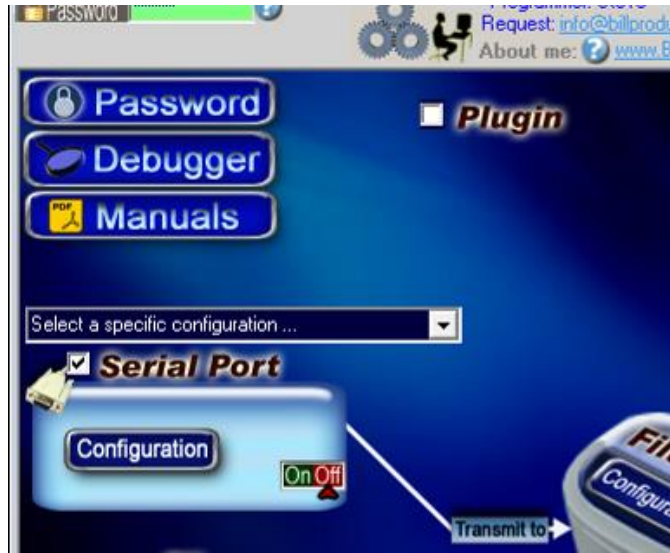 Password
Request: info@billprodu
About me: www.B
Password
Plugin
Debugger
Manuals
Select a specific configuration ...
Serial Port
Configuration
On Off
Transmit to